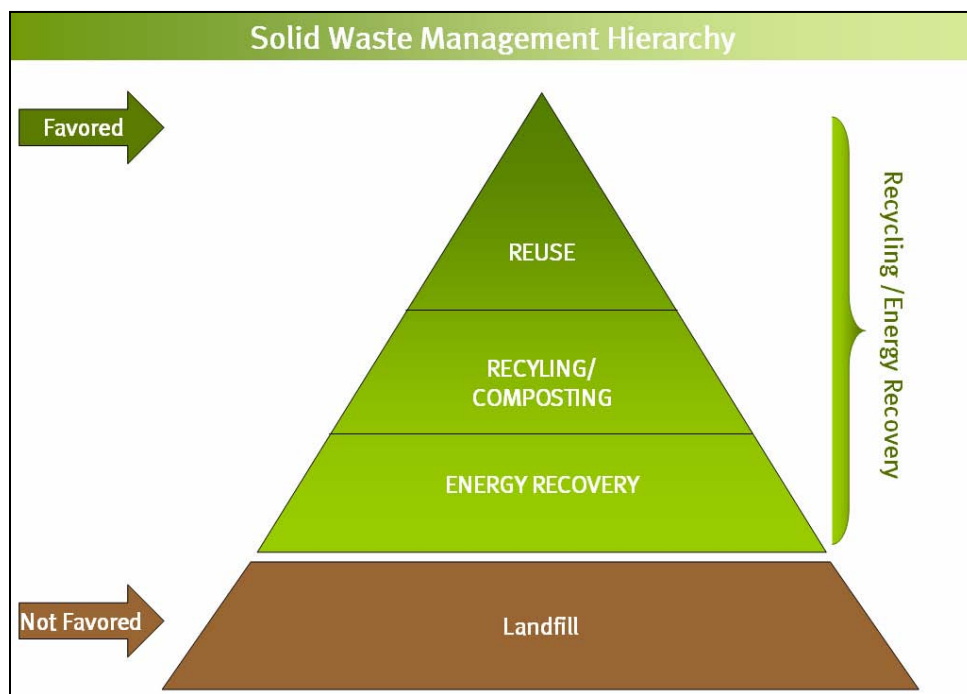 Solid Waste Management Hierarchy
Favored
REUSE
RECYLING/
COMPOSTING
ENERGY RECOVERY
Recycling /Energy Recovery
Not Favored
Landfill